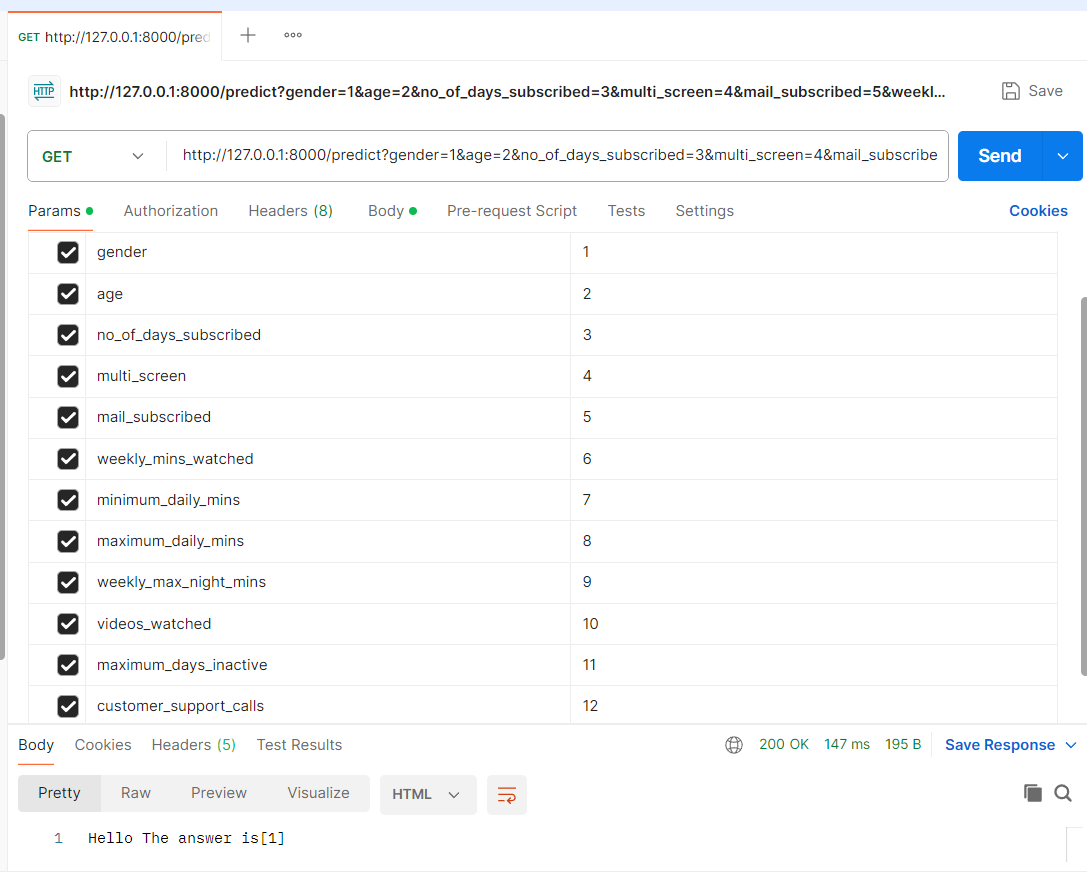 GET http://127.0.0.1:8000/pred
HTTP http://127.0.0.1:8000/predict?gender=1&age=2&no_of_days_subscribed=3&multi_screen=4&mail_subscribed=5&weekl... Save
GET http://127.0.0.1:8000/predict?gender=1&age=2&no_of_days_subscribed=3&multi_screen=4&mail_subscribe Send
Params Authorization Headers (8) Body Pre-request Script Tests Settings Cookies
gender 1
age 2
no_of_days_subscribed 3
multi_screen 4
mail_subscribed 5
weekly_mins_watched 6
minimum_daily_mins 7
maximum_daily_mins 8
weekly_max_night_mins 9
videos_watched 10
maximum_days_inactive 11
customer_support_calls 12
Body Cookies Headers (5) Test Results 200 OK 147 ms 195 B Save Response
Pretty Raw Preview Visualize HTML
1 Hello The answer is[1]